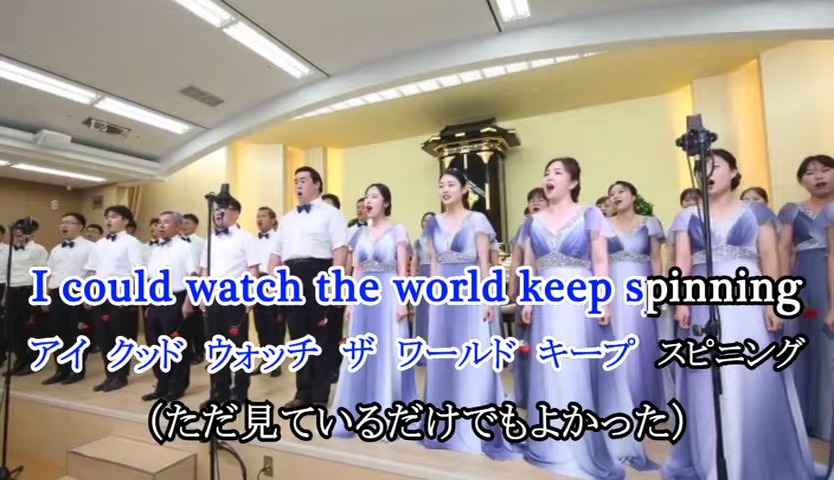 I could watch the world keep spinning
アイ クッド ウォッチ ザ ワールド キープ スピニング
(ただ見ているだけでもよかった)